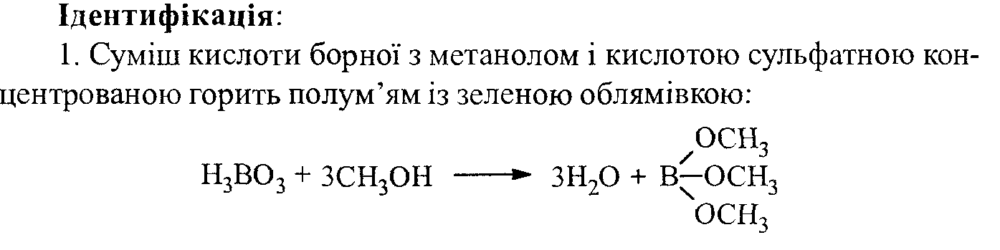 Ідентифікація:
1. Суміш кислоти борної з метанолом і кислотою сульфатною кон-
центрованою горить полум’ям із зеленою облямівкою:
OCH₃
H₃BO₃ + 3CH₃OH ⟶ 3H₂O + B—OCH₃
OCH₃